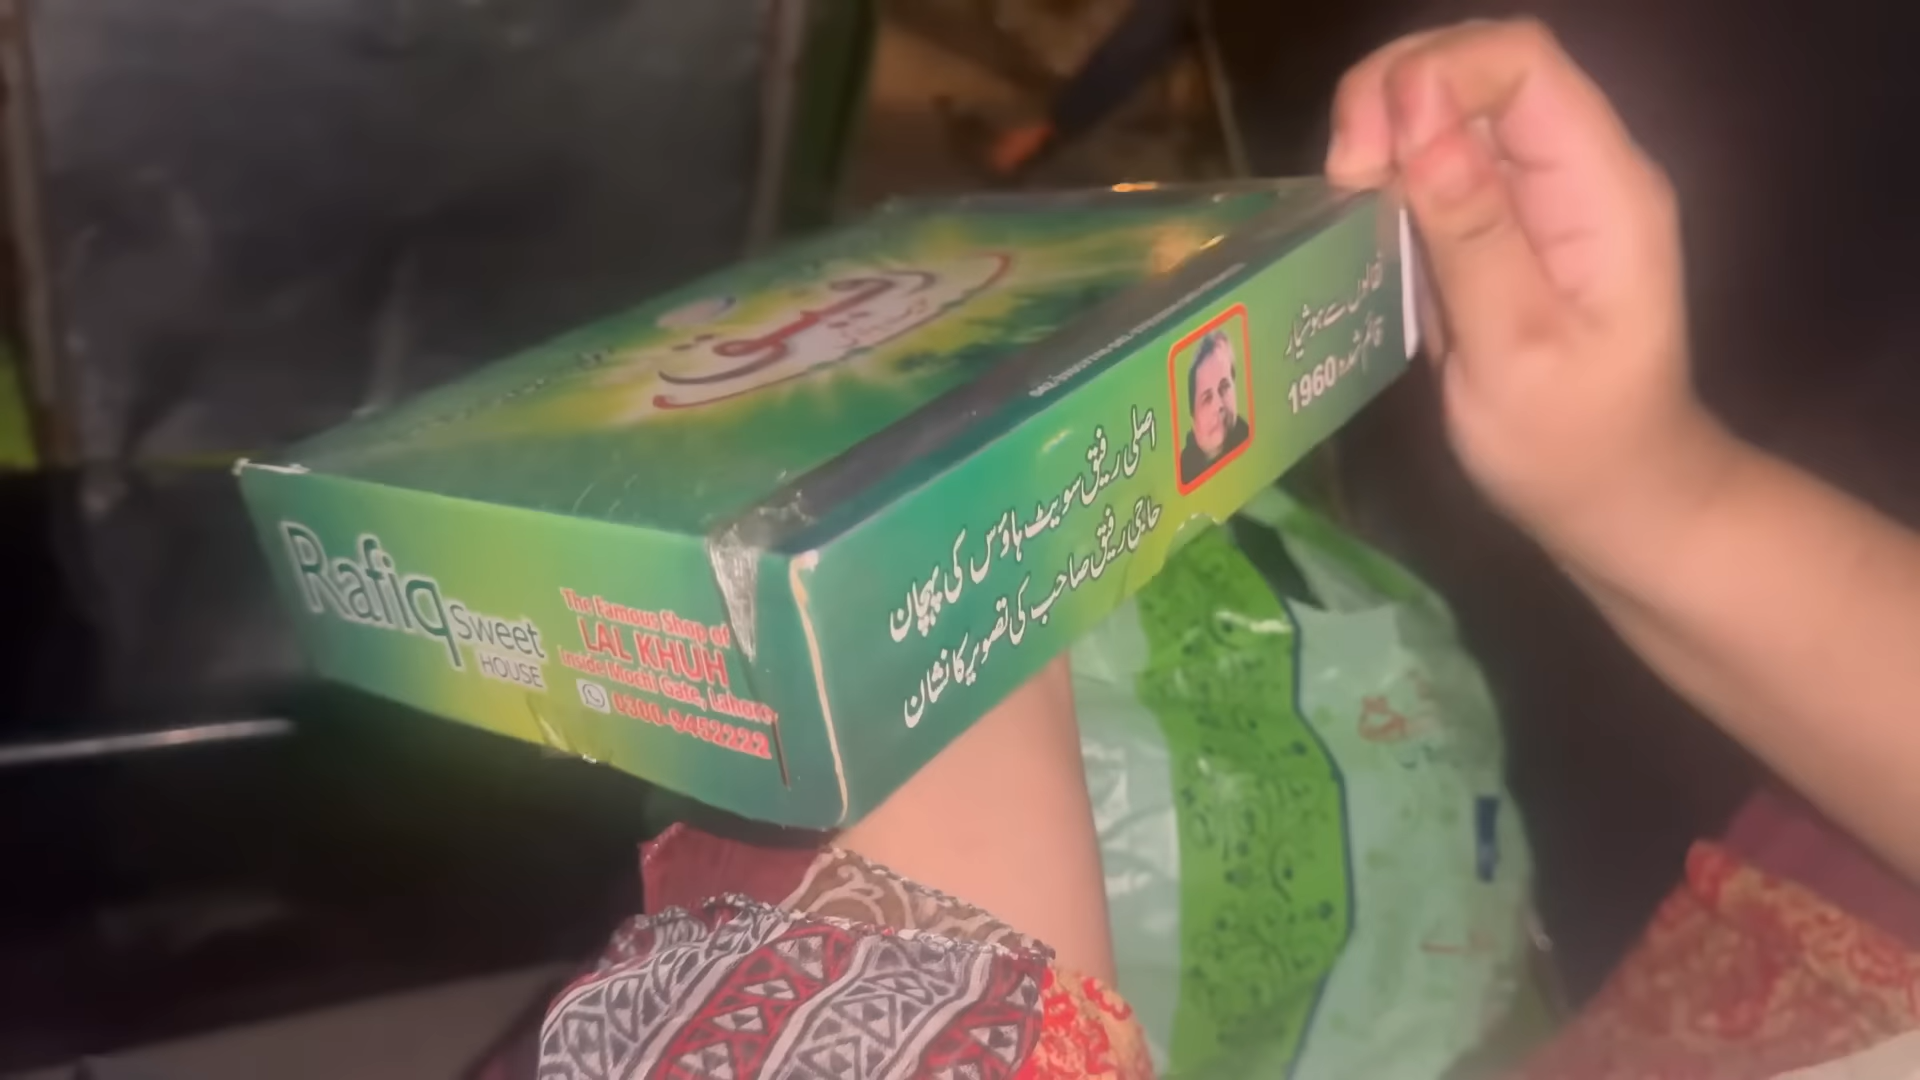 رفیق
Rafiq
sweet
HOUSE
The Famous Shop of
LAL KHUH
Inside Mochi Gate, Lahore
0300-9452222
اصلی رفیق سویٹ ہاؤس کی پہچان
حاجی رفیق صاحب کی تصویر کا نشان
نقالوں سے ہوشیار
قائم شدہ 1960